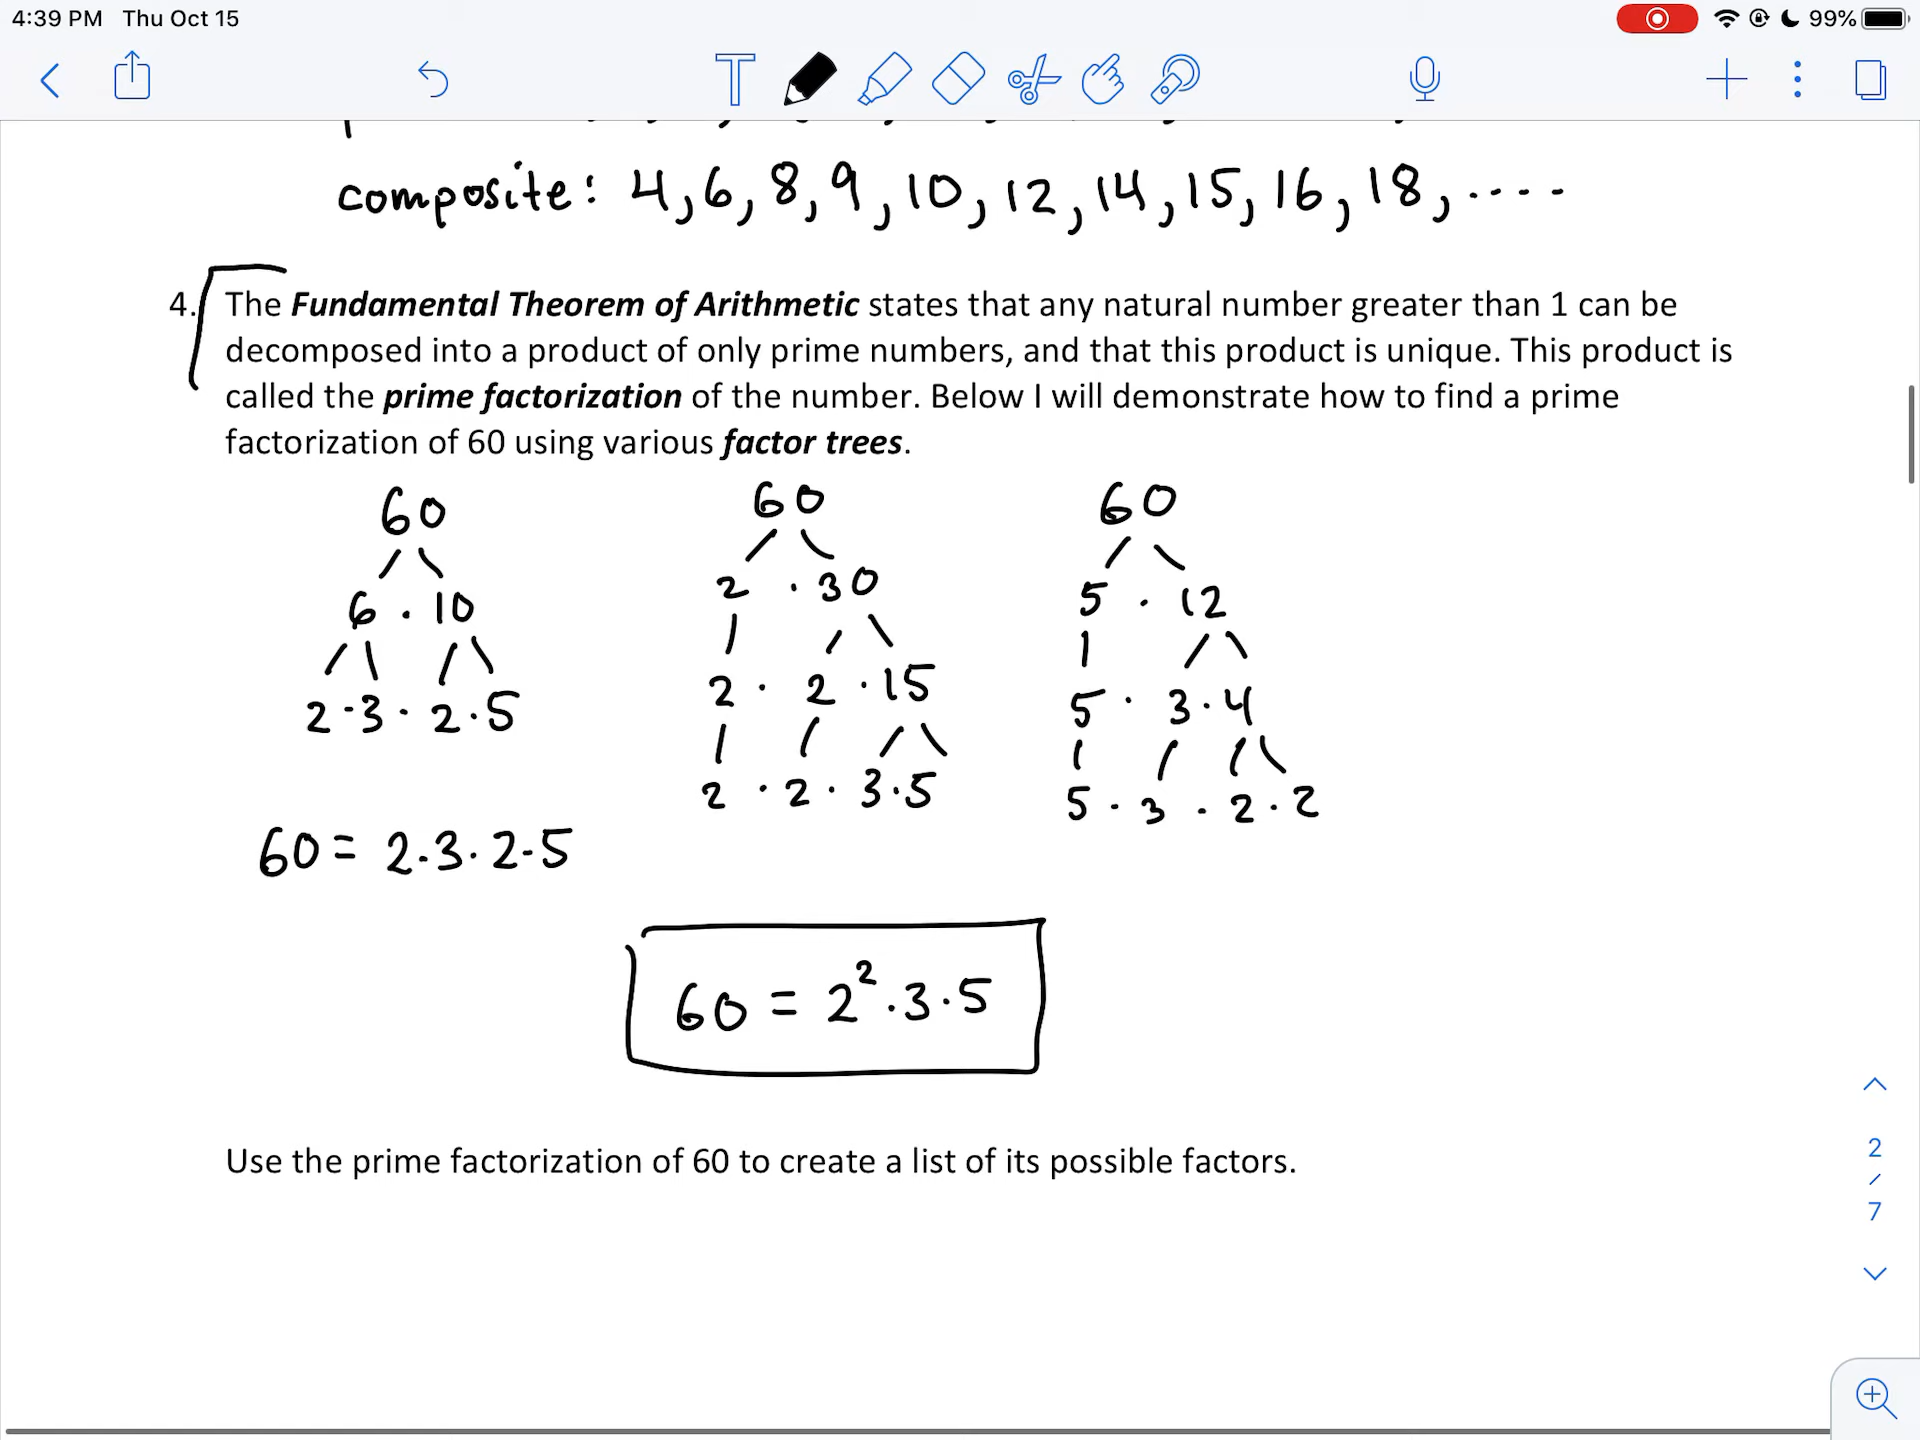 4:39 PM Thu Oct 15
99%
composite: 4, 6, 8, 9, 10, 12, 14, 15, 16, 18, ....
4. The Fundamental Theorem of Arithmetic states that any natural number greater than 1 can be
decomposed into a product of only prime numbers, and that this product is unique. This product is
called the prime factorization of the number. Below I will demonstrate how to find a prime
factorization of 60 using various factor trees.
60
6 · 10
2 · 3 · 2 · 5
60 = 2 · 3 · 2 · 5
60
2 · 30
2 · 2 · 15
2 · 2 · 3 · 5
60
5 · 12
5 · 3 · 4
5 · 3 · 2 · 2
60 = 2² · 3 · 5
Use the prime factorization of 60 to create a list of its possible factors.
2
/
7